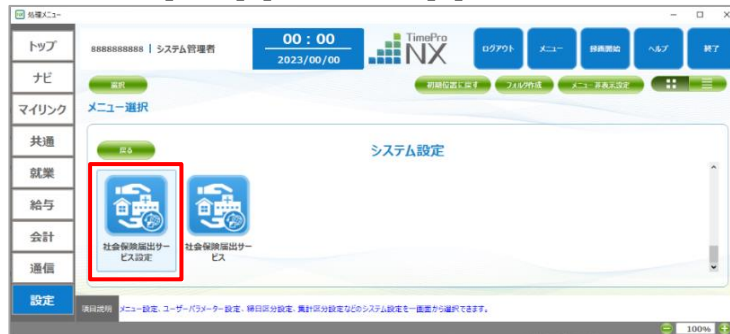 処理メニュー
トップ
ナビ
マイリンク
共通
就業
給与
会計
通信
設定
8888888888 | システム管理者
00：00
2023/00/00
TimePro
NX
ログアウト
メニュー
録画開始
ヘルプ
終了
選択
初期位置に戻す
フォルダ作成
メニュー非表示設定
メニュー選択
戻る
システム設定
社会保険届出サー
ビス設定
社会保険届出サー
ビス
項目説明
メニュー設定、ユーザーパラメーター設定、締日区分設定、集計区分設定などのシステム設定を一画面から選択できます。
100%